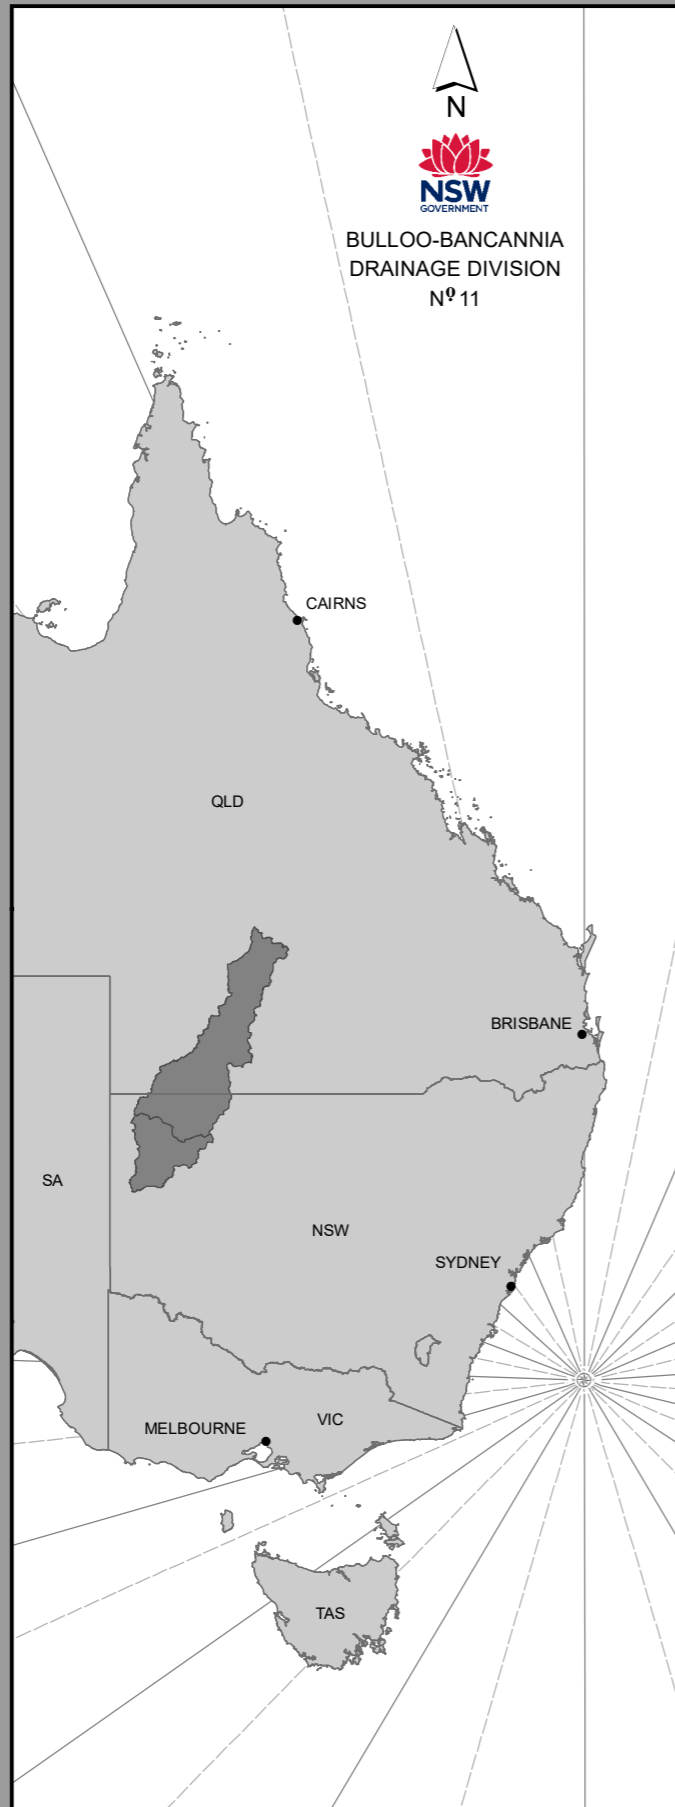 N
NSW
GOVERNMENT
BULLOO-BANCANNIA
DRAINAGE DIVISION
Nº 11
CAIRNS
QLD
BRISBANE
SA
NSW
SYDNEY
MELBOURNE
VIC
TAS